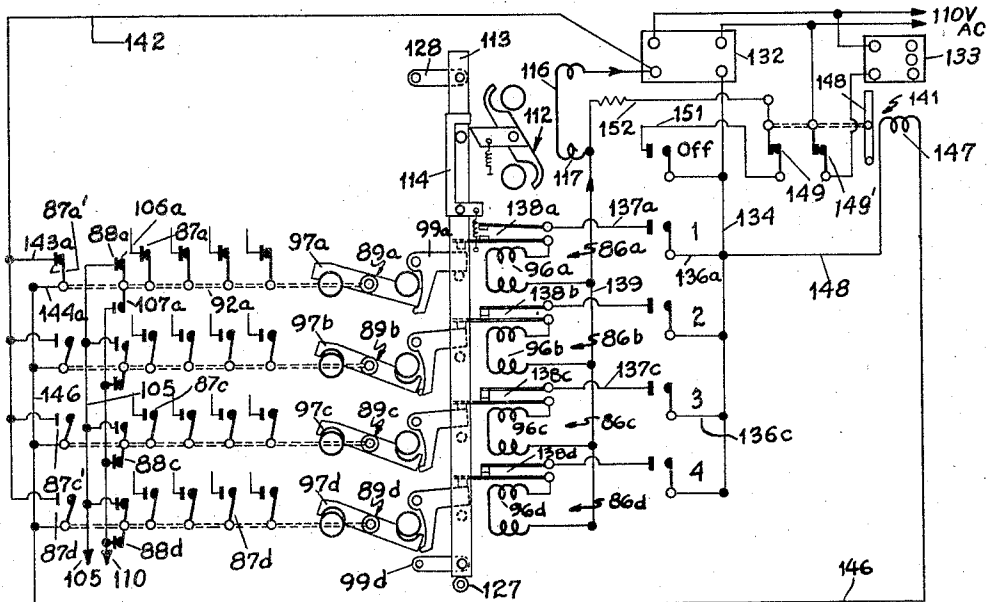 110V
AC
142
128
113
116
132
133
148
141
112
151
152
147
117
Off
149
149'
114
87a'
106a
87a
88a
143a
97a
89a
99a
138a
137a
1
134
86a
96a
136a
139
148
144a
107a
92a
138b
97b
89b
2
96b
86b
146
105
87c
97c
89c
138c
137c
3
96c
86c
136c
88c
87c'
138d
97d
89d
4
96d
86d
87d
88d
87d
99d
105
110
127
146